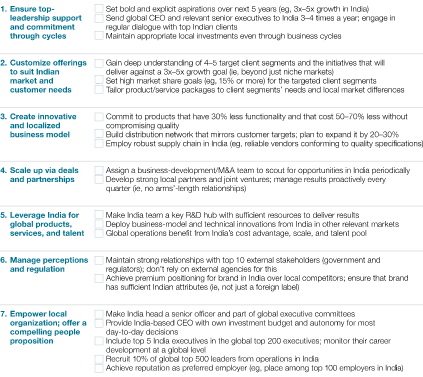 1. Ensure top-
leadership support
and commitment
through cycles
Set bold and explicit aspirations over next 5 years (eg, 3x–5x growth in India)
Send global CEO and relevant senior executives to India 3–4 times a year; engage in
regular dialogue with top Indian clients
Maintain appropriate local investments even through business cycles
2. Customize offerings
to suit Indian
market and
customer needs
Gain deep understanding of 4–5 target client segments and the initiatives that will
deliver against a 3x–5x growth goal (ie, beyond just niche markets)
Set high market share goals (eg, 15% or more) for the targeted client segments
Tailor product/service packages to client segments' needs and local market differences
3. Create innovative
and localized
business model
Commit to products that have 30% less functionality and that cost 50–70% less without
compromising quality
Build distribution network that mirrors customer targets; plan to expand it by 20–30%
Employ robust supply chain in India (eg, reliable vendors conforming to quality specifications)
4. Scale up via deals
and partnerships
Assign a business-development/M&A team to scout for opportunities in India periodically
Develop strong local partners and joint ventures; manage results proactively every
quarter (ie, no arms'-length relationships)
5. Leverage India for
global products,
services, and talent
Make India team a key R&D hub with sufficient resources to deliver results
Deploy business-model and technical innovations from India in other relevant markets
Global operations benefit from India's cost advantage, scale, and talent pool
6. Manage perceptions
and regulation
Maintain strong relationships with top 10 external stakeholders (government and
regulators); don't rely on external agencies for this
Achieve premium positioning for brand in India over local competitors; ensure that brand
has sufficient Indian attributes (ie, not just a foreign label)
7. Empower local
organization; offer a
compelling people
proposition
Make India head a senior officer and part of global executive committees
Provide India-based CEO with own investment budget and autonomy for most
day-to-day decisions
Include top 5 India executives in the global top 200 executives; monitor their career
development at a global level
Recruit 10% of global top 500 leaders from operations in India
Achieve reputation as preferred employer (eg, place among top 100 employers in India)